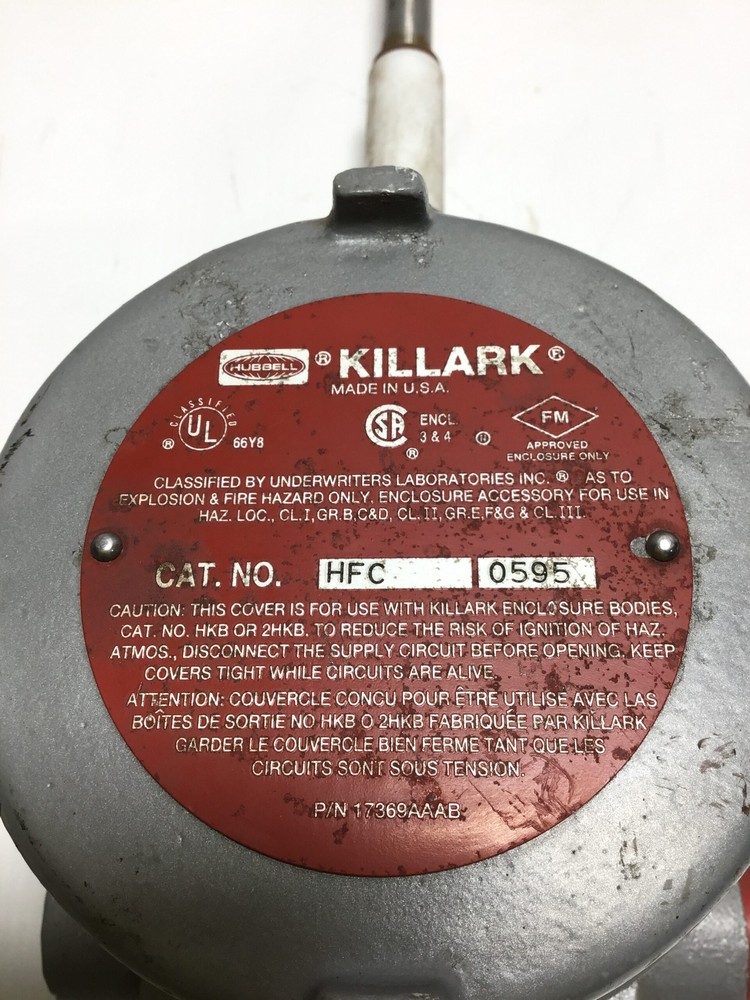 HUBBELL ® KILLARK ®
MADE IN U.S.A.
CLASSIFIED
UL ® 66Y8
SA ® ENCL.
3 & 4
FM
APPROVED
ENCLOSURE ONLY
CLASSIFIED BY UNDERWRITERS LABORATORIES INC. ® AS TO
EXPLOSION & FIRE HAZARD ONLY. ENCLOSURE ACCESSORY FOR USE IN
HAZ. LOC., CL.I, GR.B,C&D, CL.II, GR.E,F&G & CL.III.
CAT. NO. HFC 0595
CAUTION: THIS COVER IS FOR USE WITH KILLARK ENCLOSURE BODIES,
CAT. NO. HKB OR 2HKB. TO REDUCE THE RISK OF IGNITION OF HAZ.
ATMOS., DISCONNECT THE SUPPLY CIRCUIT BEFORE OPENING. KEEP
COVERS TIGHT WHILE CIRCUITS ARE ALIVE.
ATTENTION: COUVERCLE CONCU POUR ÊTRE UTILISE AVEC LAS
BOÎTES DE SORTIE NO HKB O 2HKB FABRIQUÉE PAR KILLARK
GARDER LE COUVERCLE BIEN FERME TANT QUE LES
CIRCUITS SONT SOUS TENSION.
P/N 17369AAAB